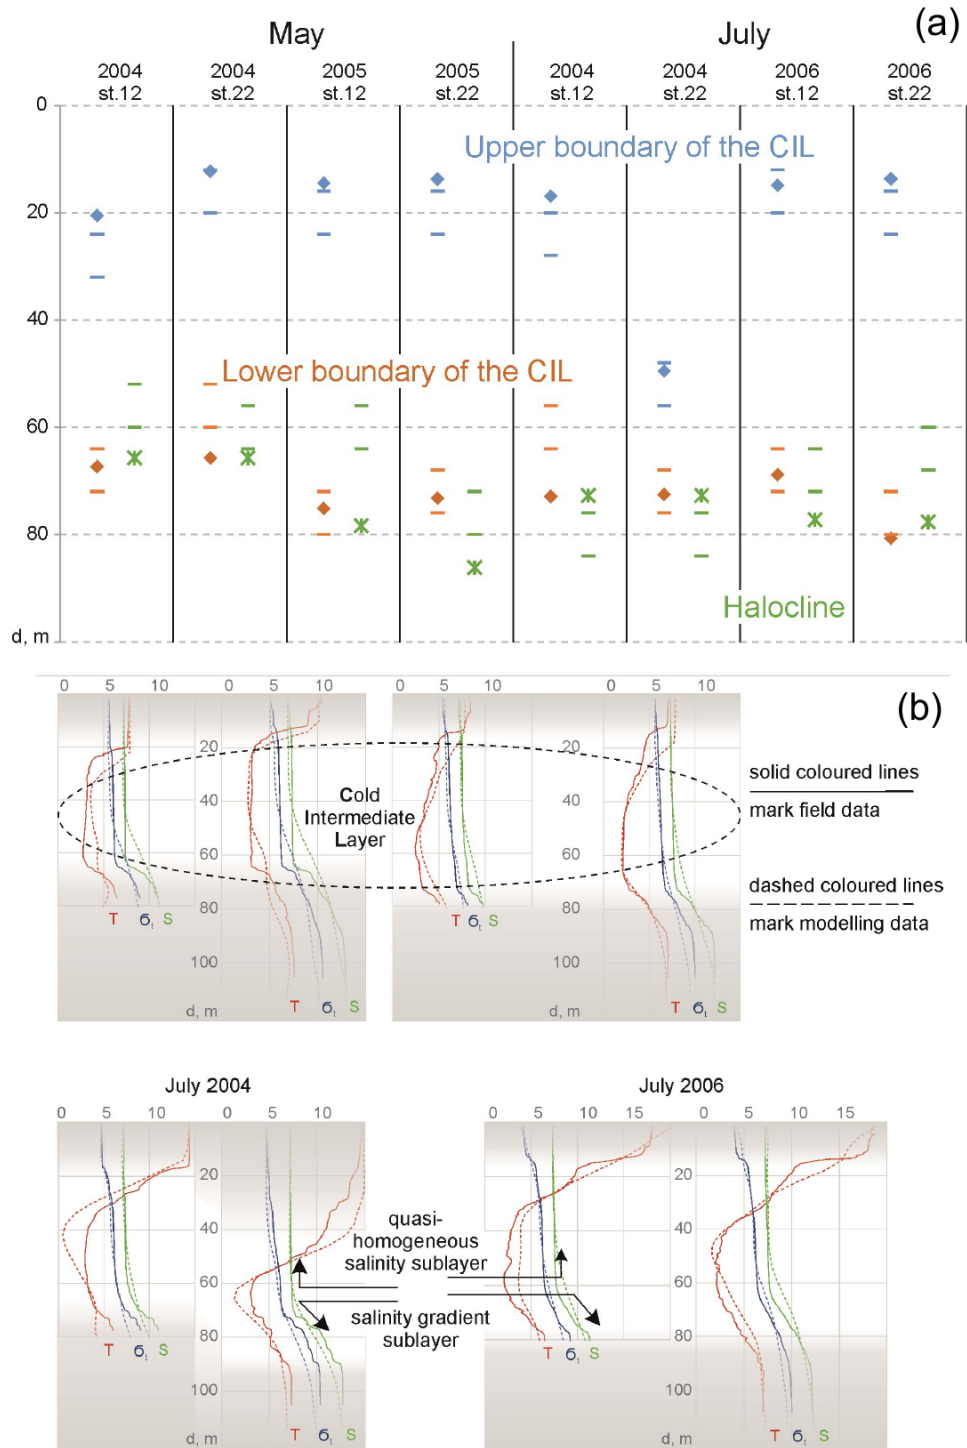 (a)
May July
2004 2004 2005 2005 2004 2004 2006 2006
st.12 st.22 st.12 st.22 st.12 st.22 st.12 st.22
0
Upper boundary of the CIL
20
40
Lower boundary of the CIL
60
80
Halocline
d, m
0 5 10 0 5 10 0 5 10 0 5 10
(b)
20 20
solid coloured lines
mark field data
40 40
Cold
Intermediate
Layer
60 60
dashed coloured lines
mark modelling data
80 80
T σt S T σt S
100 100
d, m T σt S d, m T σt S
July 2004 July 2006
0 5 10 0 5 10 0 5 10 15 0 5 10 15
20 20
40 40
quasi-
homogeneous
salinity sublayer
60 60
salinity gradient
sublayer
80 80
T σt S T σt S
100 100
d, m T σt S d, m T σt S